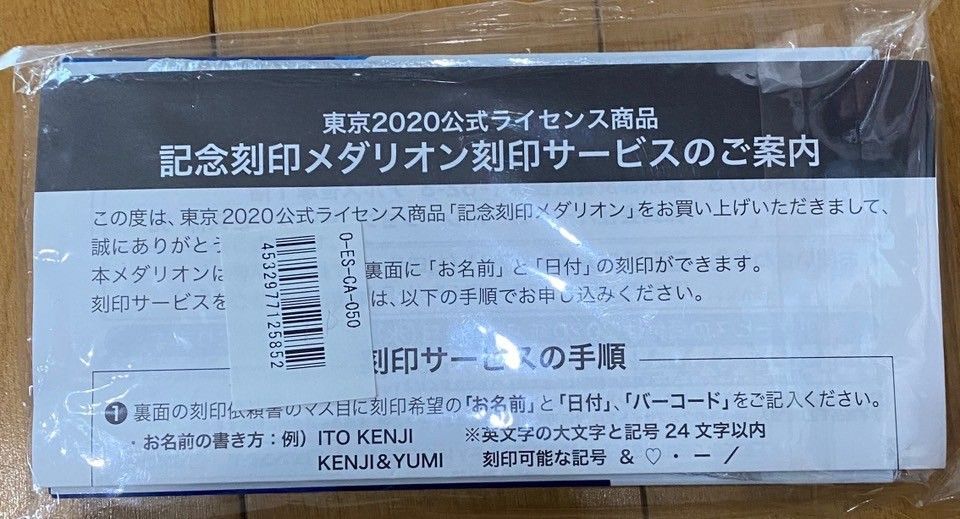 東京2020公式ライセンス商品
記念刻印メダリオン刻印サービスのご案内
この度は、東京2020公式ライセンス商品「記念刻印メダリオン」をお買い上げいただきまして、
誠にありがとう
本メダリオンは 裏面に「お名前」と「日付」の刻印ができます。
刻印サービスを は、以下の手順でお申し込みください。
O-ES-CA-050
4532977125852
刻印サービスの手順
❶ 裏面の刻印依頼書のマス目に刻印希望の「お名前」と「日付」、「バーコード」をご記入ください。
・お名前の書き方：例）ITO KENJI ※英文字の大文字と記号24文字以内
KENJI&YUMI 刻印可能な記号 & ♡ ・ ー /